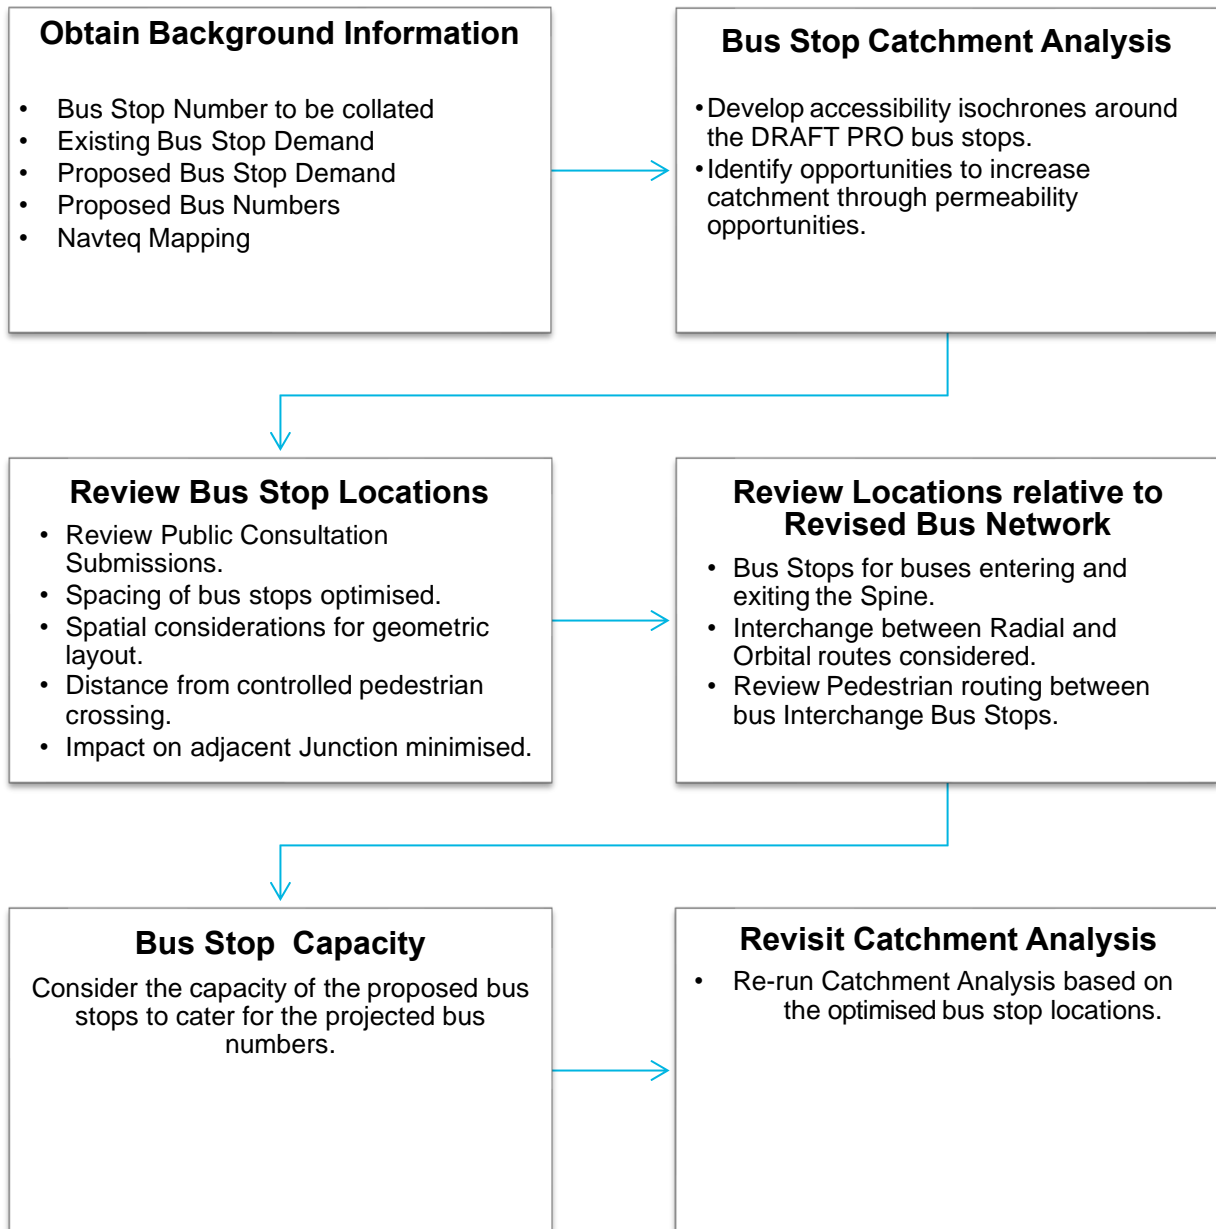 Obtain Background Information
• Bus Stop Number to be collated
• Existing Bus Stop Demand
• Proposed Bus Stop Demand
• Proposed Bus Numbers
• Navteq Mapping
Bus Stop Catchment Analysis
• Develop accessibility isochrones around
the DRAFT PRO bus stops.
• Identify opportunities to increase
catchment through permeability
opportunities.
Review Bus Stop Locations
• Review Public Consultation
Submissions.
• Spacing of bus stops optimised.
• Spatial considerations for geometric
layout.
• Distance from controlled pedestrian
crossing.
• Impact on adjacent Junction minimised.
Review Locations relative to
Revised Bus Network
• Bus Stops for buses entering and
exiting the Spine.
• Interchange between Radial and
Orbital routes considered.
• Review Pedestrian routing between
bus Interchange Bus Stops.
Bus Stop Capacity
Consider the capacity of the proposed bus
stops to cater for the projected bus
numbers.
Revisit Catchment Analysis
• Re-run Catchment Analysis based on
the optimised bus stop locations.